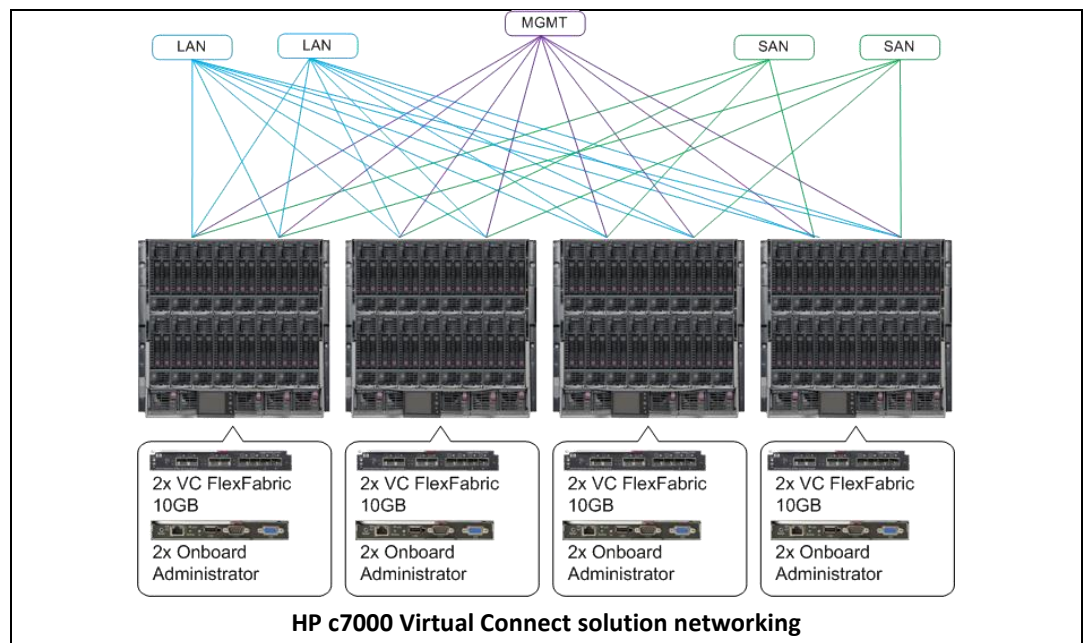 MGMT
LAN
LAN
SAN
SAN
2x VC FlexFabric
10GB
2x Onboard
Administrator
2x VC FlexFabric
10GB
2x Onboard
Administrator
2x VC FlexFabric
10GB
2x Onboard
Administrator
2x VC FlexFabric
10GB
2x Onboard
Administrator
HP c7000 Virtual Connect solution networking